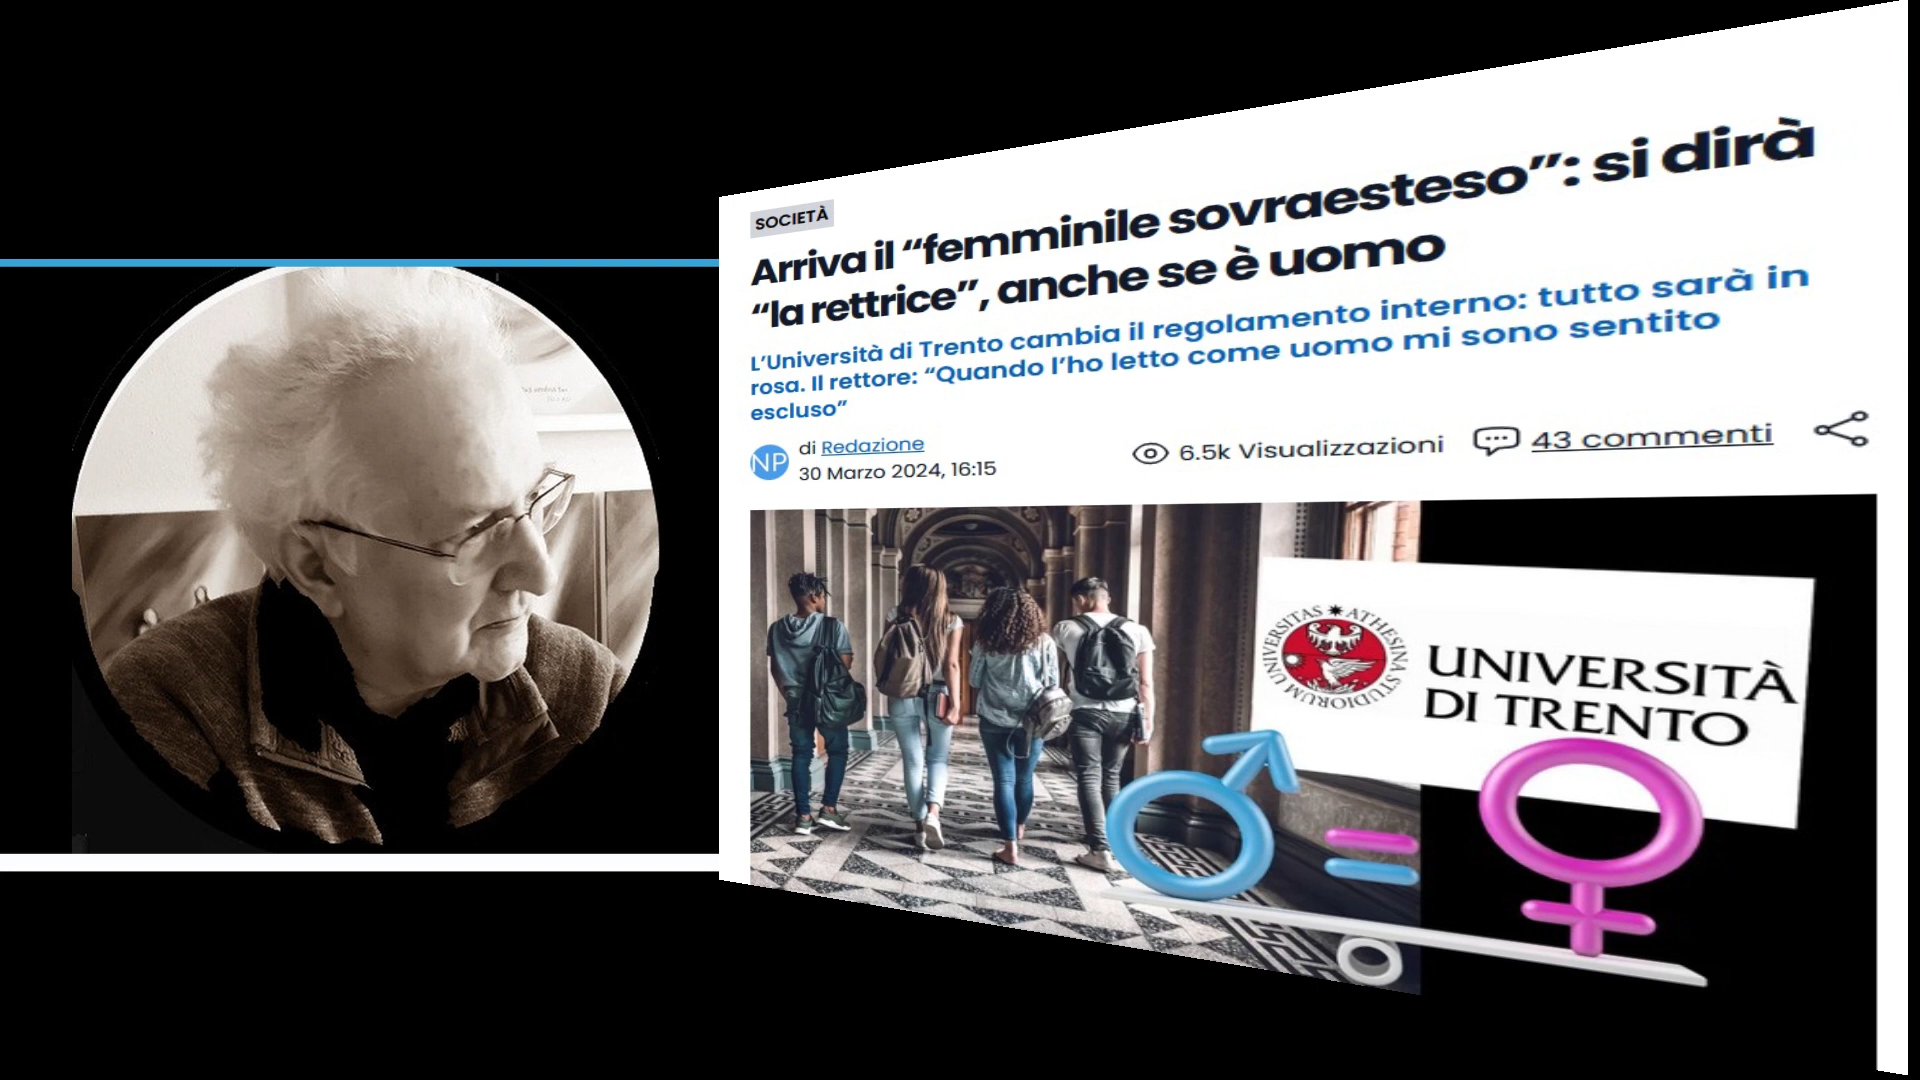 SOCIETÀ
Arriva il “femminile sovraesteso”: si dirà
“la rettrice”, anche se è uomo
L’Università di Trento cambia il regolamento interno: tutto sarà in
rosa. Il rettore: “Quando l’ho letto come uomo mi sono sentito
escluso”
NP
di Redazione
30 Marzo 2024, 16:15
6.5k Visualizzazioni
43 commenti
UNIVERSITAS ATHESINA STUDIORUM
UNIVERSITÀ
DI TRENTO